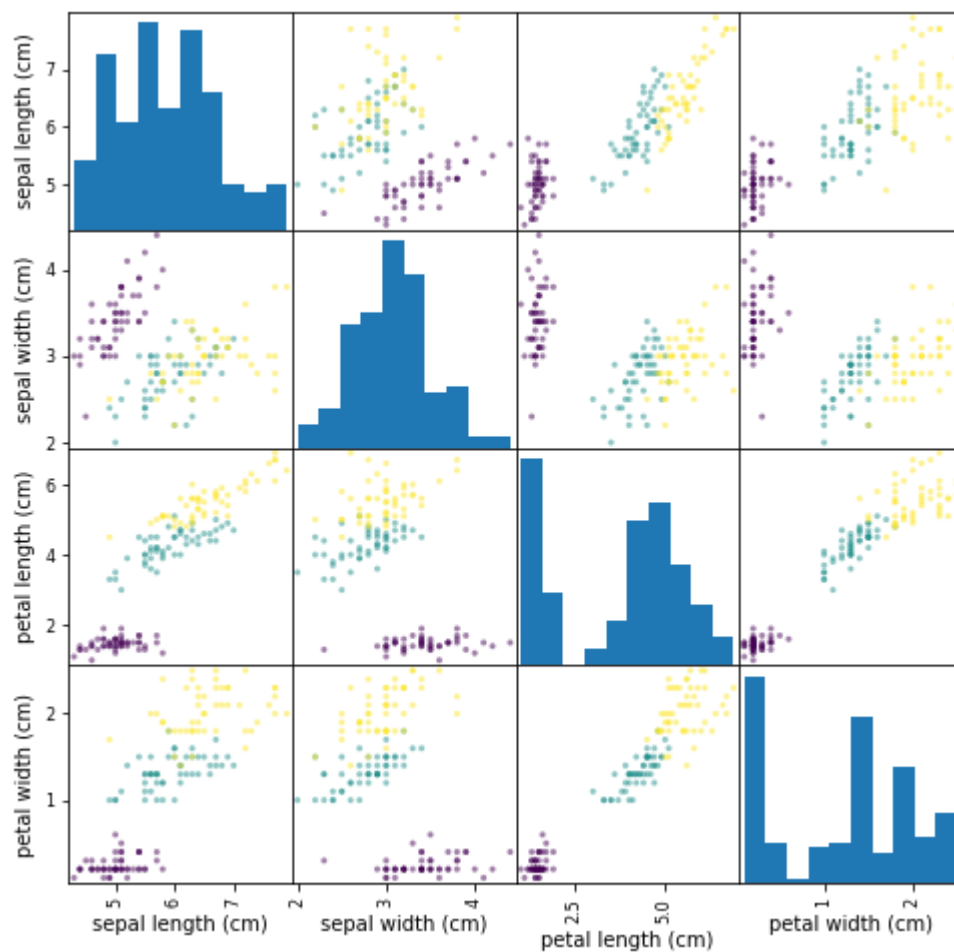 sepal length (cm)
7
6
5
sepal width (cm)
4
3
2
petal length (cm)
6
4
2
petal width (cm)
2
1
5
6
7
sepal length (cm)
2
3
4
sepal width (cm)
2.5
5.0
petal length (cm)
1
2
petal width (cm)